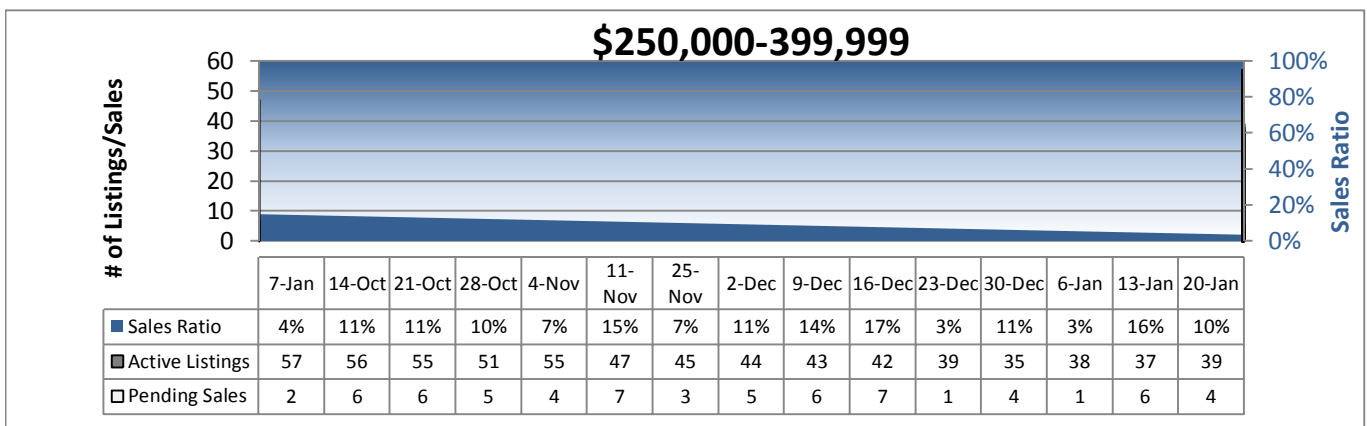 $250,000-399,999
# of Listings/Sales
60
50
40
30
20
10
0
100%
80%
60%
40%
20%
0%
Sales Ratio
7-Jan 14-Oct 21-Oct 28-Oct 4-Nov 11-Nov 25-Nov 2-Dec 9-Dec 16-Dec 23-Dec 30-Dec 6-Jan 13-Jan 20-Jan
Sales Ratio 4% 11% 11% 10% 7% 15% 7% 11% 14% 17% 3% 11% 3% 16% 10%
Active Listings 57 56 55 51 55 47 45 44 43 42 39 35 38 37 39
Pending Sales 2 6 6 5 4 7 3 5 6 7 1 4 1 6 4